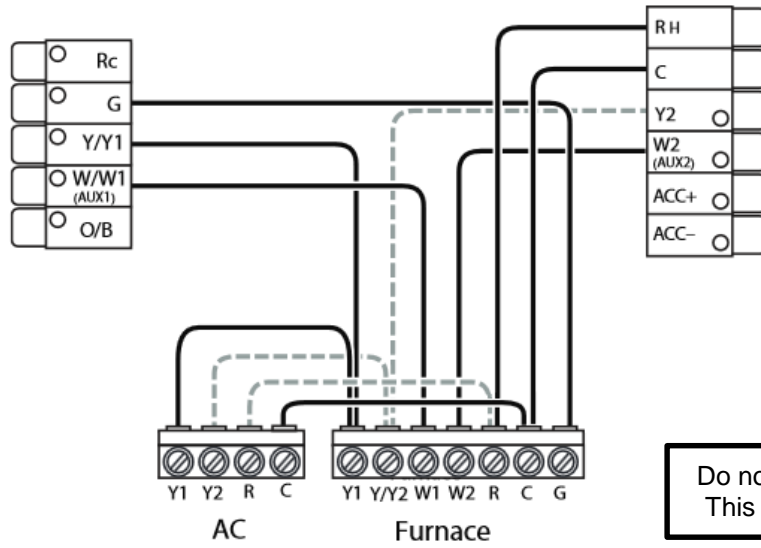 Rc
G
Y/Y1
W/W1
(AUX1)
O/B
RH
C
Y2
W2
(AUX2)
ACC+
ACC−
Y1 Y2 R C
AC
Y1 Y/Y2 W1 W2 R C G
Furnace
Do no
This